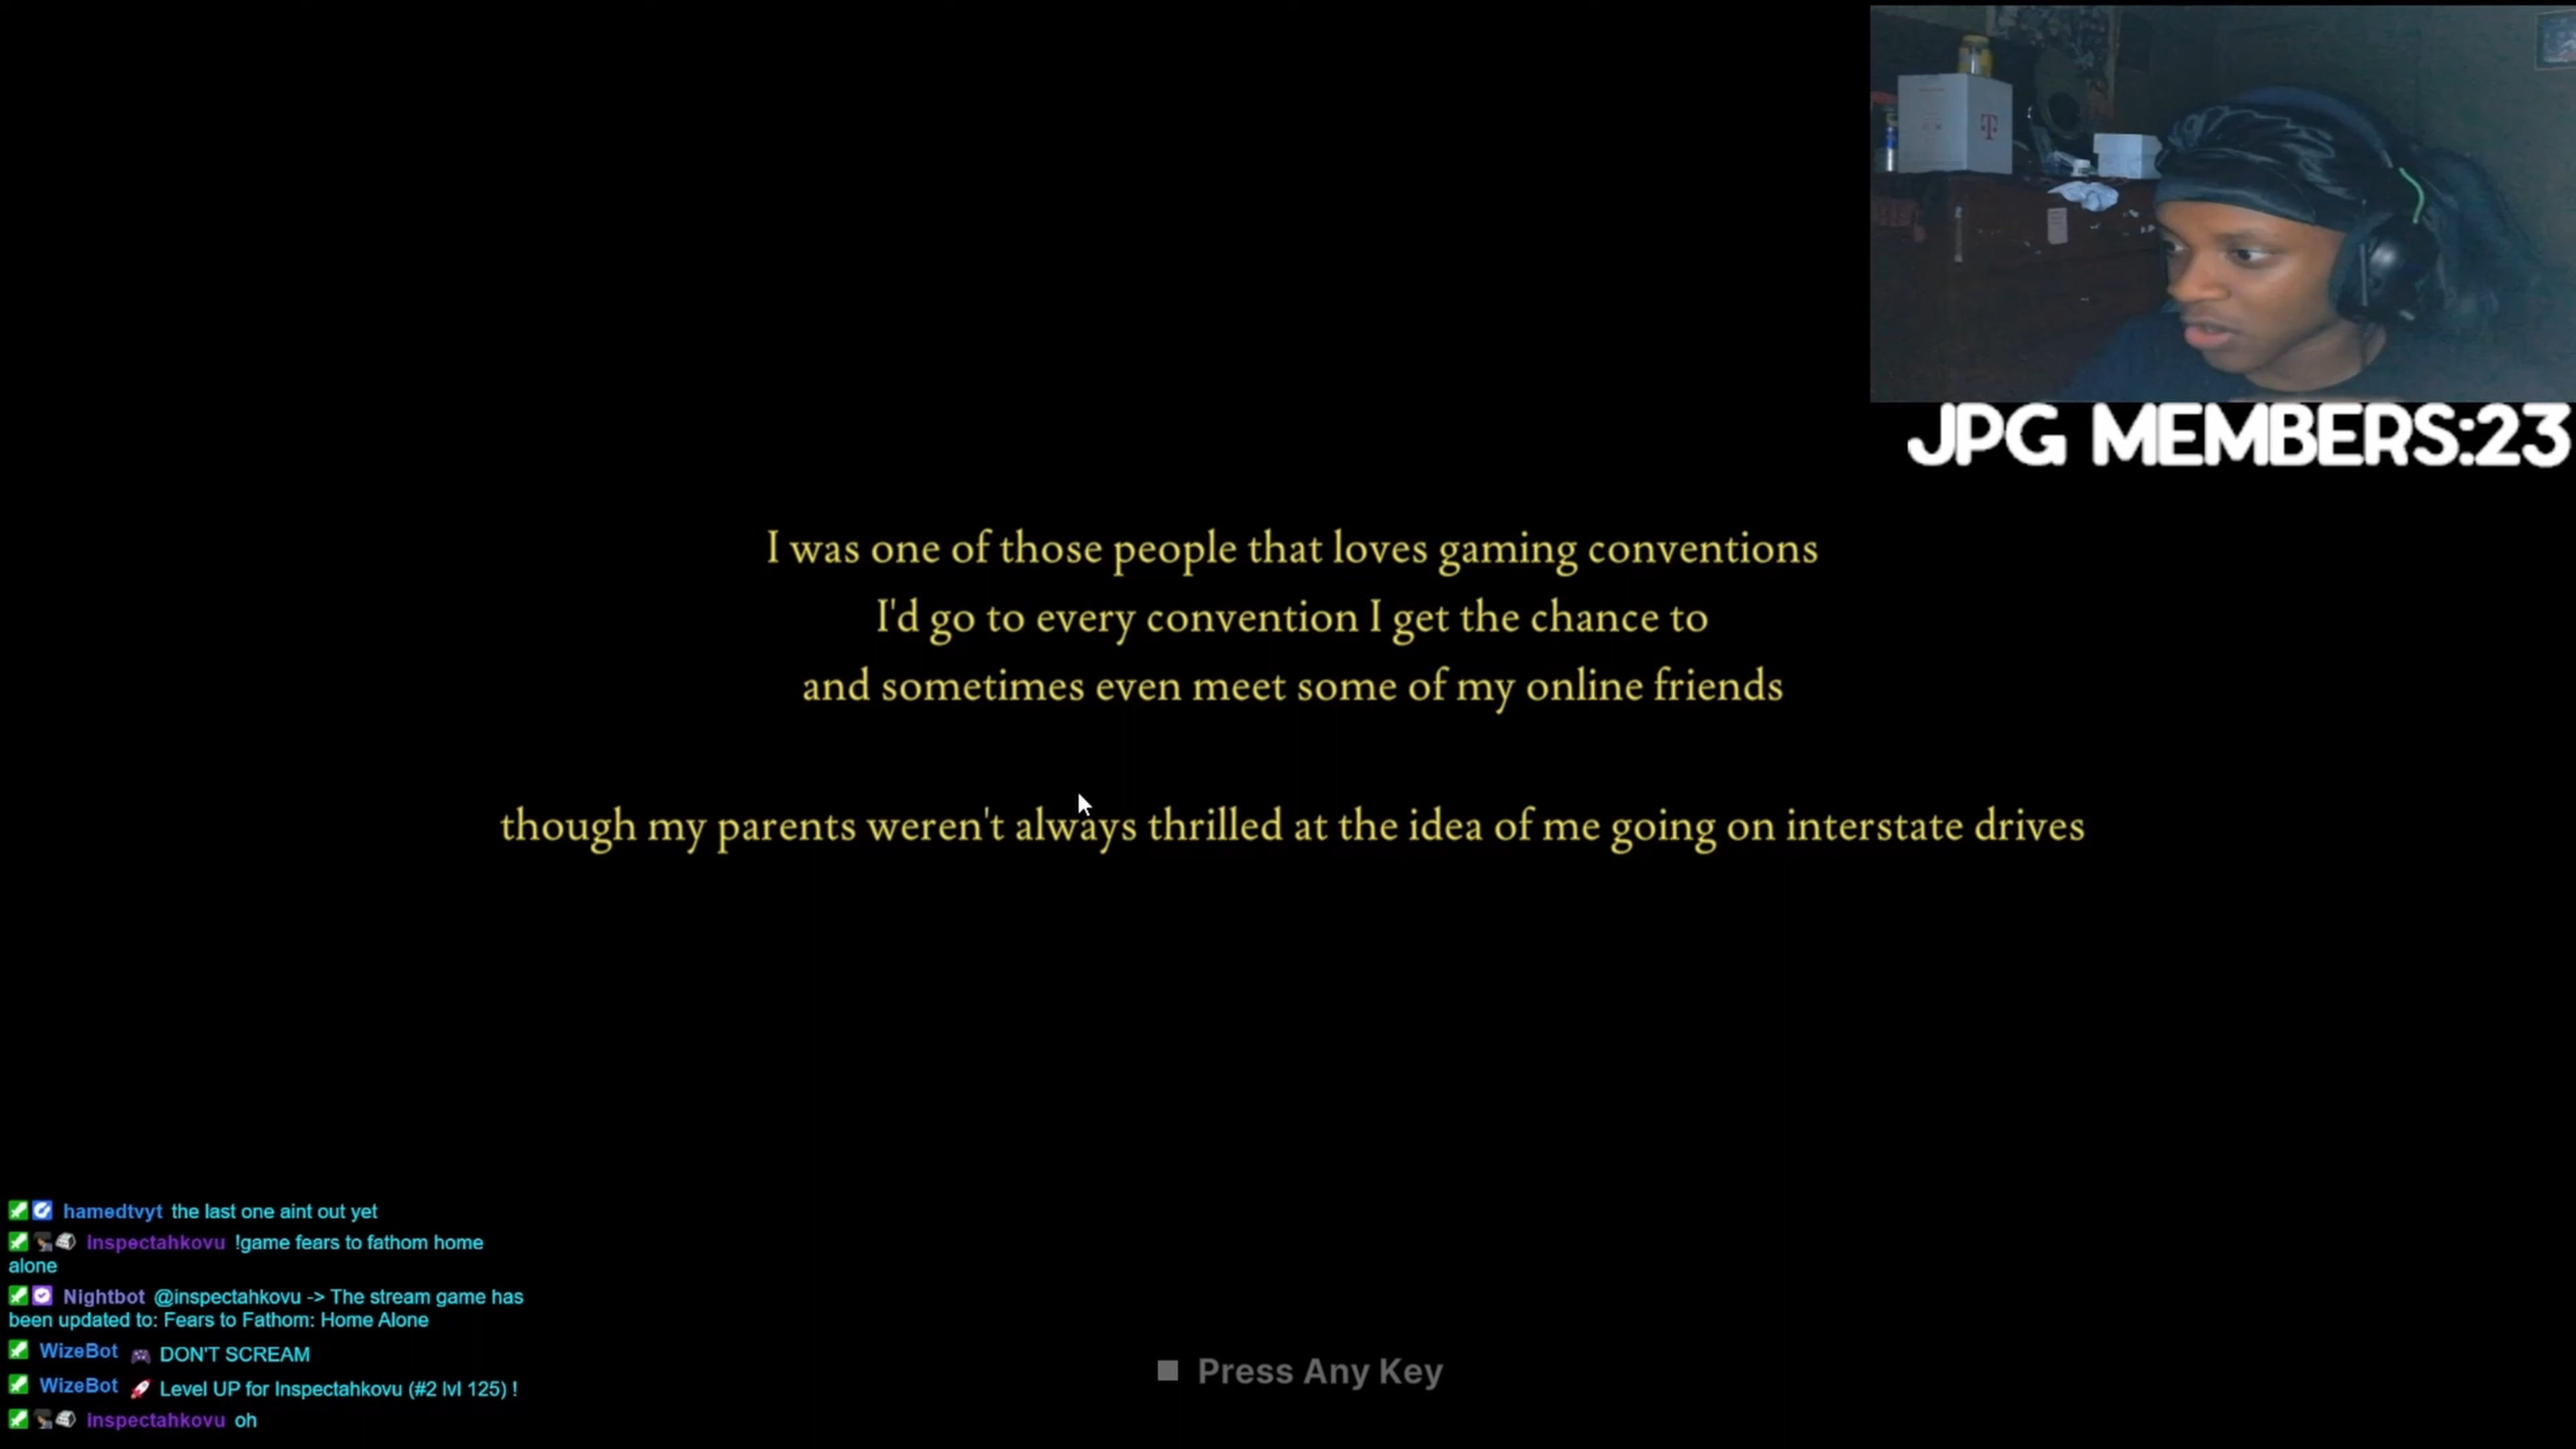 T
JPG MEMBERS:23
I was one of those people that loves gaming conventions
I'd go to every convention I get the chance to
and sometimes even meet some of my online friends
though my parents weren't always thrilled at the idea of me going on interstate drives
hamedtvyt the last one aint out yet
Inspectahkovu !game fears to fathom home
alone
Nightbot @inspectahkovu -> The stream game has
been updated to: Fears to Fathom: Home Alone
WizeBot DON'T SCREAM
WizeBot Level UP for Inspectahkovu (#2 lvl 125) !
Inspectahkovu oh
Press Any Key